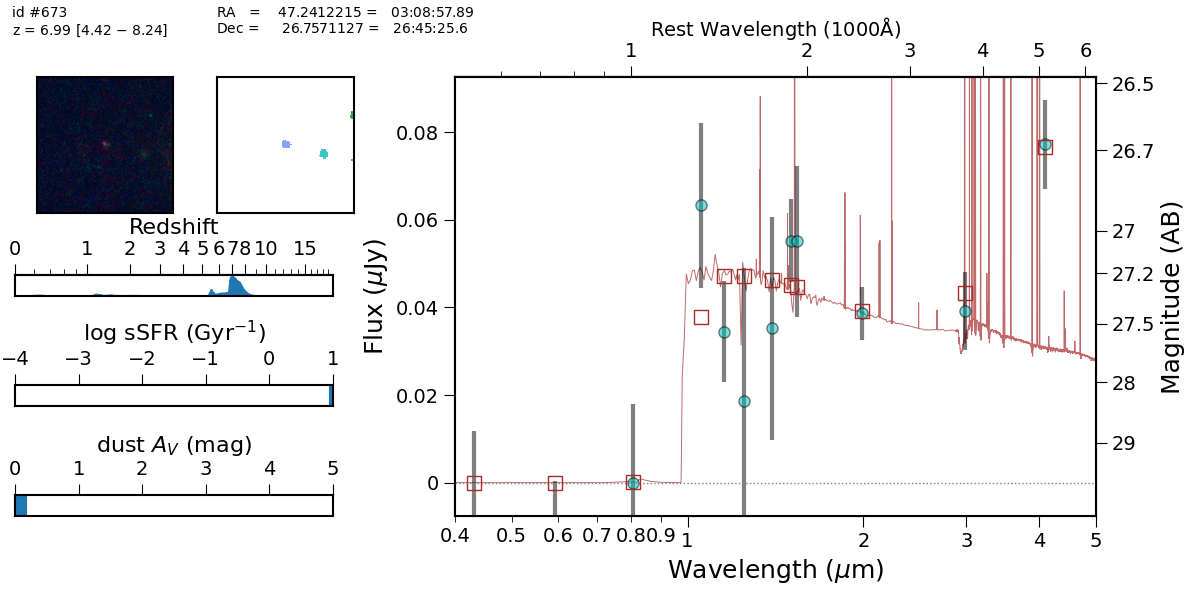 id #673
z = 6.99 [4.42 − 8.24]
RA = 47.2412215 = 03:08:57.89
Dec = 26.7571127 = 26:45:25.6
Redshift
0 1 2 3 4 5 6 7 8 10 15
log sSFR (Gyr−1)
−4 −3 −2 −1 0 1
dust AV (mag)
0 1 2 3 4 5
Rest Wavelength (1000Å)
1 2 3 4 5 6
Flux (μJy)
0.08
0.06
0.04
0.02
0
26.5
26.7
27
27.2
27.5
28
29
Magnitude (AB)
0.4 0.5 0.6 0.7 0.8 0.9 1 2 3 4 5
Wavelength (μm)